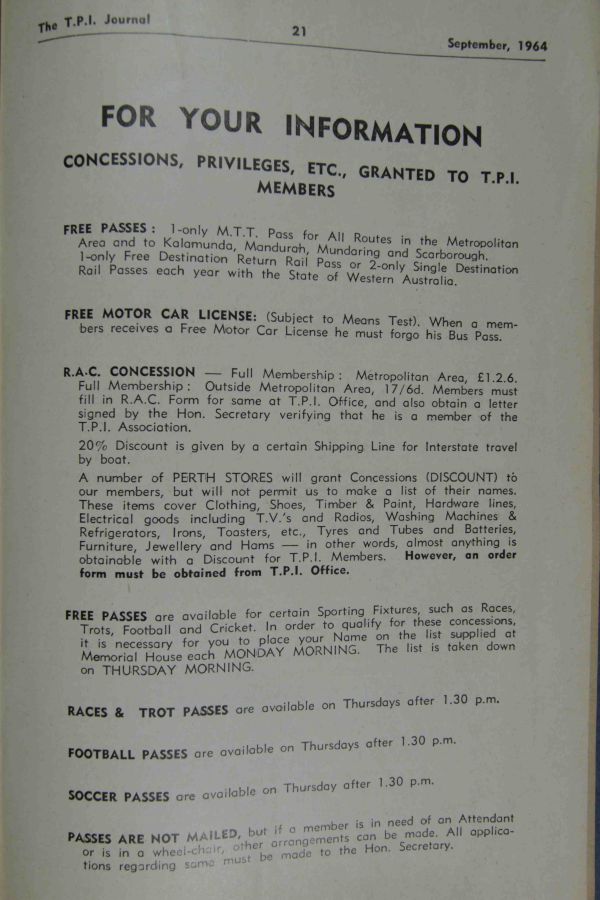 The T.P.I. Journal
21
September, 1964
FOR YOUR INFORMATION
CONCESSIONS, PRIVILEGES, ETC., GRANTED TO T.P.I.
MEMBERS
FREE PASSES : 1-only M.T.T. Pass for All Routes in the Metropolitan
Area and to Kalamunda, Mandurah, Mundaring and Scarborough.
1-only Free Destination Return Rail Pass or 2-only Single Destination
Rail Passes each year with the State of Western Australia.
FREE MOTOR CAR LICENSE: (Subject to Means Test). When a mem-
bers receives a Free Motor Car License he must forgo his Bus Pass.
R.A.C. CONCESSION — Full Membership : Metropolitan Area, £1.2.6.
Full Membership : Outside Metropolitan Area, 17/6d. Members must
fill in R.A.C. Form for same at T.P.I. Office, and also obtain a letter
signed by the Hon. Secretary verifying that he is a member of the
T.P.I. Association.
20% Discount is given by a certain Shipping Line for Interstate travel
by boat.
A number of PERTH STORES will grant Concessions (DISCOUNT) to
our members, but will not permit us to make a list of their names.
These items cover Clothing, Shoes, Timber & Paint, Hardware lines,
Electrical goods including T.V.'s and Radios, Washing Machines &
Refrigerators, Irons, Toasters, etc., Tyres and Tubes and Batteries,
Furniture, Jewellery and Hams — in other words, almost anything is
obtainable with a Discount for T.P.I. Members. However, an order
form must be obtained from T.P.I. Office.
FREE PASSES are available for certain Sporting Fixtures, such as Races,
Trots, Football and Cricket. In order to qualify for these concessions,
it is necessary for you to place your Name on the list supplied at
Memorial House each MONDAY MORNING. The list is taken down
on THURSDAY MORNING.
RACES & TROT PASSES are available on Thursdays after 1.30 p.m.
FOOTBALL PASSES are available on Thursdays after 1.30 p.m.
SOCCER PASSES are available on Thursday after 1.30 p.m.
PASSES ARE NOT MAILED, but if a member is in need of an Attendant
or is in a wheel-chair, other arrangements can be made. All applica-
tions regarding same must be made to the Hon. Secretary.